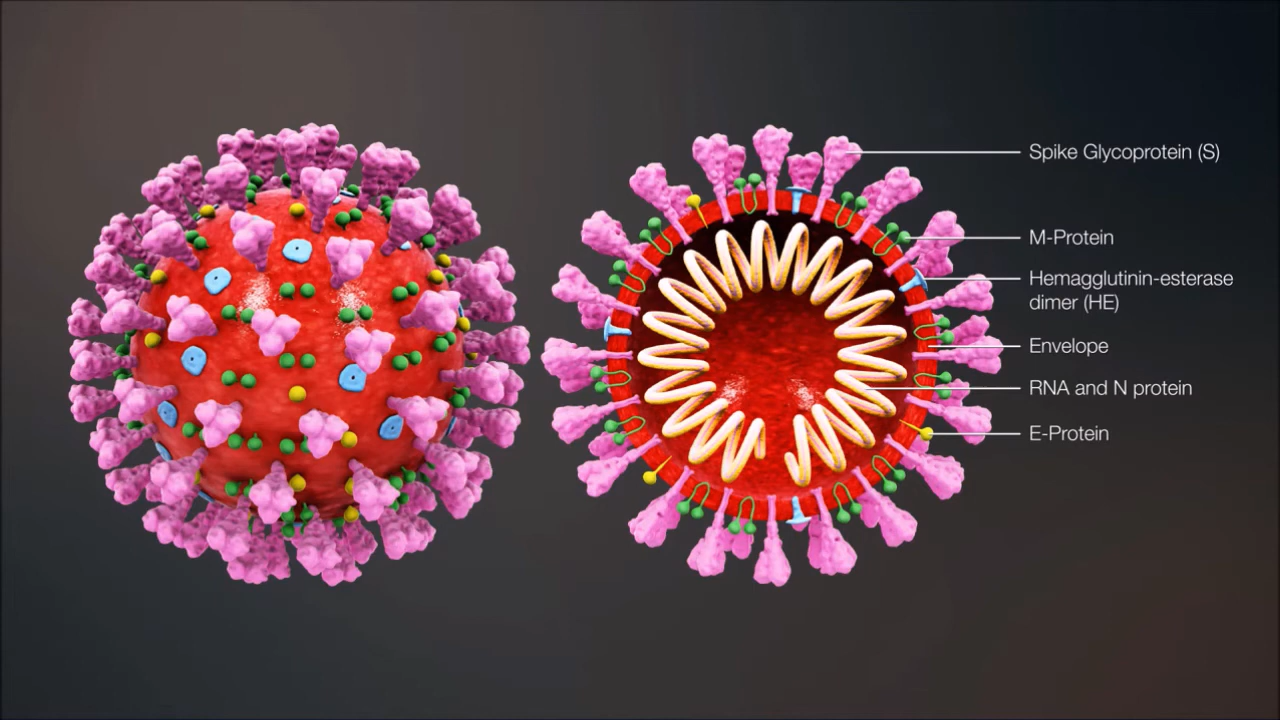 Spike Glycoprotein (S)
M-Protein
Hemagglutinin-esterase
dimer (HE)
Envelope
RNA and N protein
E-Protein